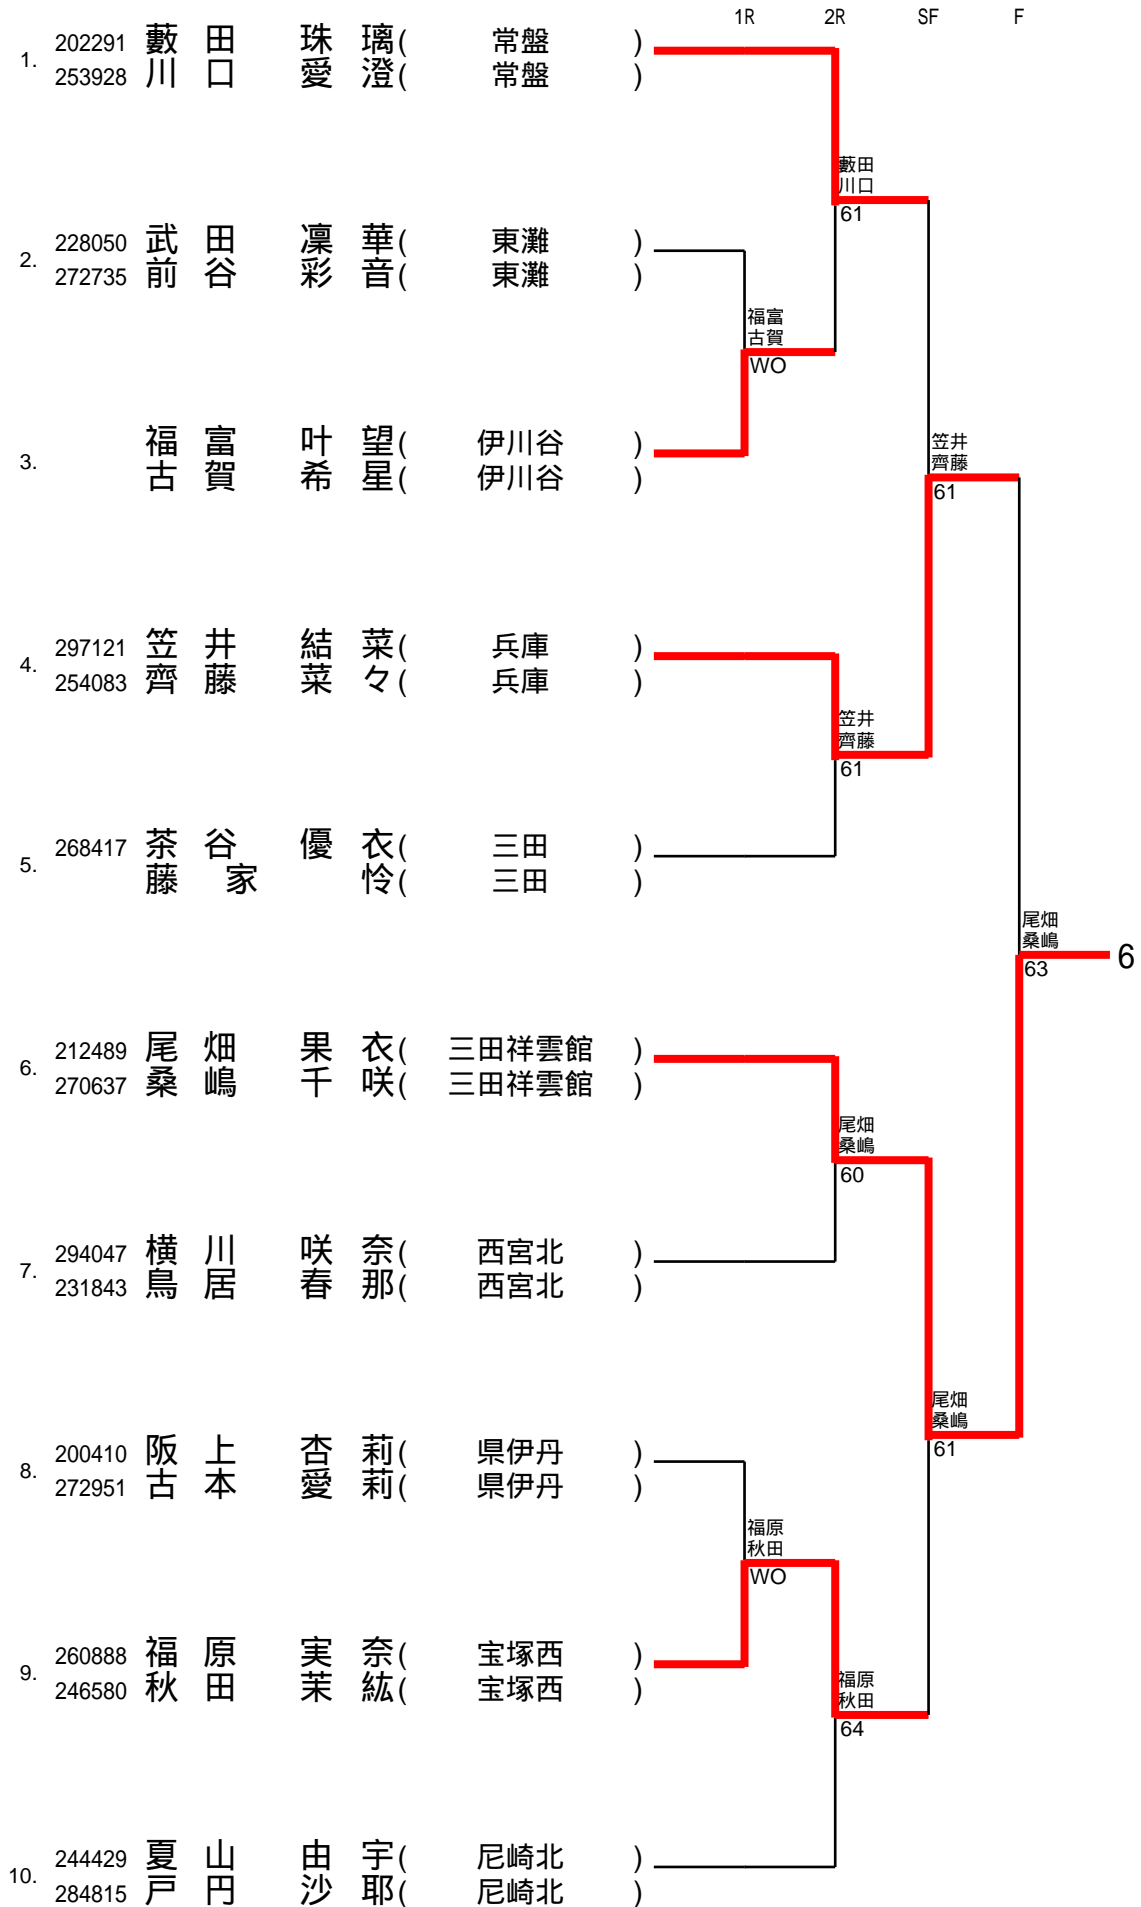 1R 2R SF F
1. 202291 藪田 珠璃( 常盤 )
253928 川口 愛澄( 常盤 )
藪田
川口
61
2. 228050 武田 凜華( 東灘 )
272735 前谷 彩音( 東灘 )
福富
古賀
WO
3. 福富 叶望( 伊川谷 )
古賀 希星( 伊川谷 )
笠井
齊藤
61
4. 297121 笠井 結菜( 兵庫 )
254083 齊藤 菜々( 兵庫 )
笠井
齊藤
61
5. 268417 茶谷 優衣( 三田 )
藤家 怜( 三田 )
尾畑
桑嶋
63
6
6. 212489 尾畑 果衣( 三田祥雲館 )
270637 桑嶋 千咲( 三田祥雲館 )
尾畑
桑嶋
60
7. 294047 横川 咲奈( 西宮北 )
231843 鳥居 春那( 西宮北 )
尾畑
桑嶋
61
8. 200410 阪上 杏莉( 県伊丹 )
272951 古本 愛莉( 県伊丹 )
福原
秋田
WO
9. 260888 福原 実奈( 宝塚西 )
246580 秋田 茉紘( 宝塚西 )
福原
秋田
64
10. 244429 夏山 由宇( 尼崎北 )
284815 戸円 沙耶( 尼崎北 )